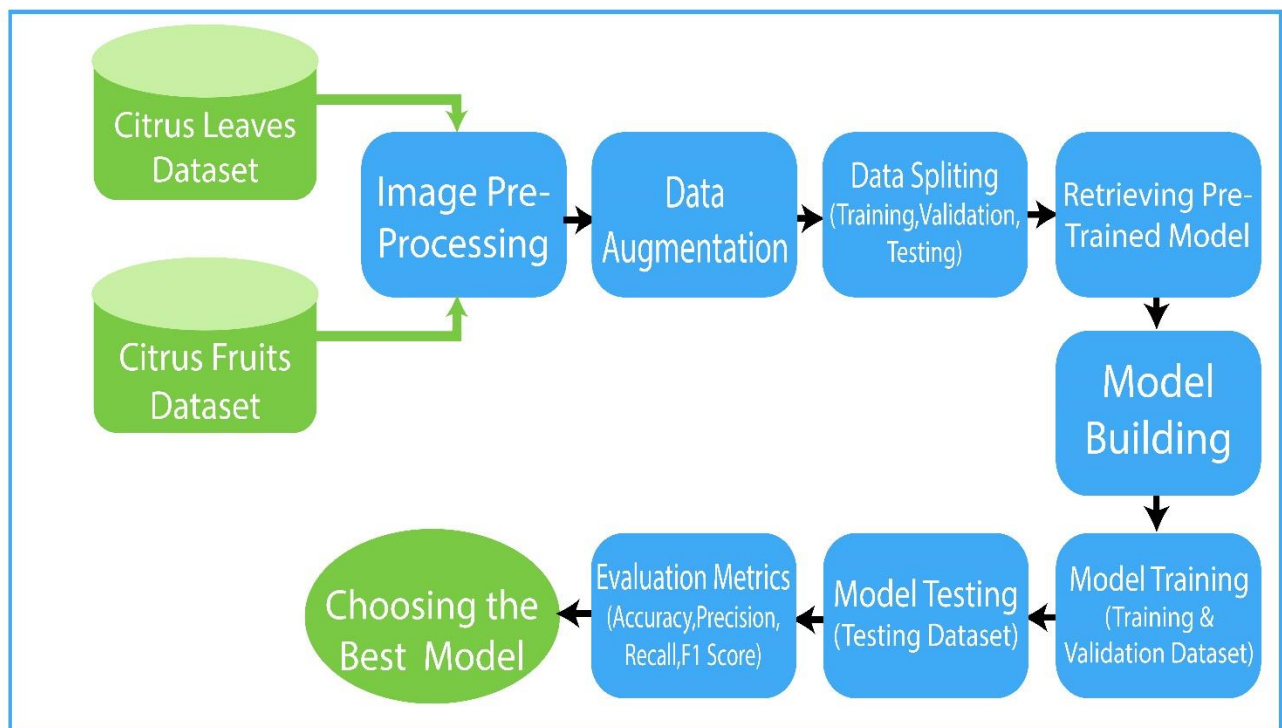 Citrus Leaves
Dataset
Citrus Fruits
Dataset
Image Pre-
Processing
Data
Augmentation
Data Spliting
(Training,Validation,
Testing)
Retrieving Pre-
Trained Model
Model
Building
Model Training
(Training &
Validation Dataset)
Model Testing
(Testing Dataset)
Evaluation Metrics
(Accuracy,Precision,
Recall,F1 Score)
Choosing the
Best Model